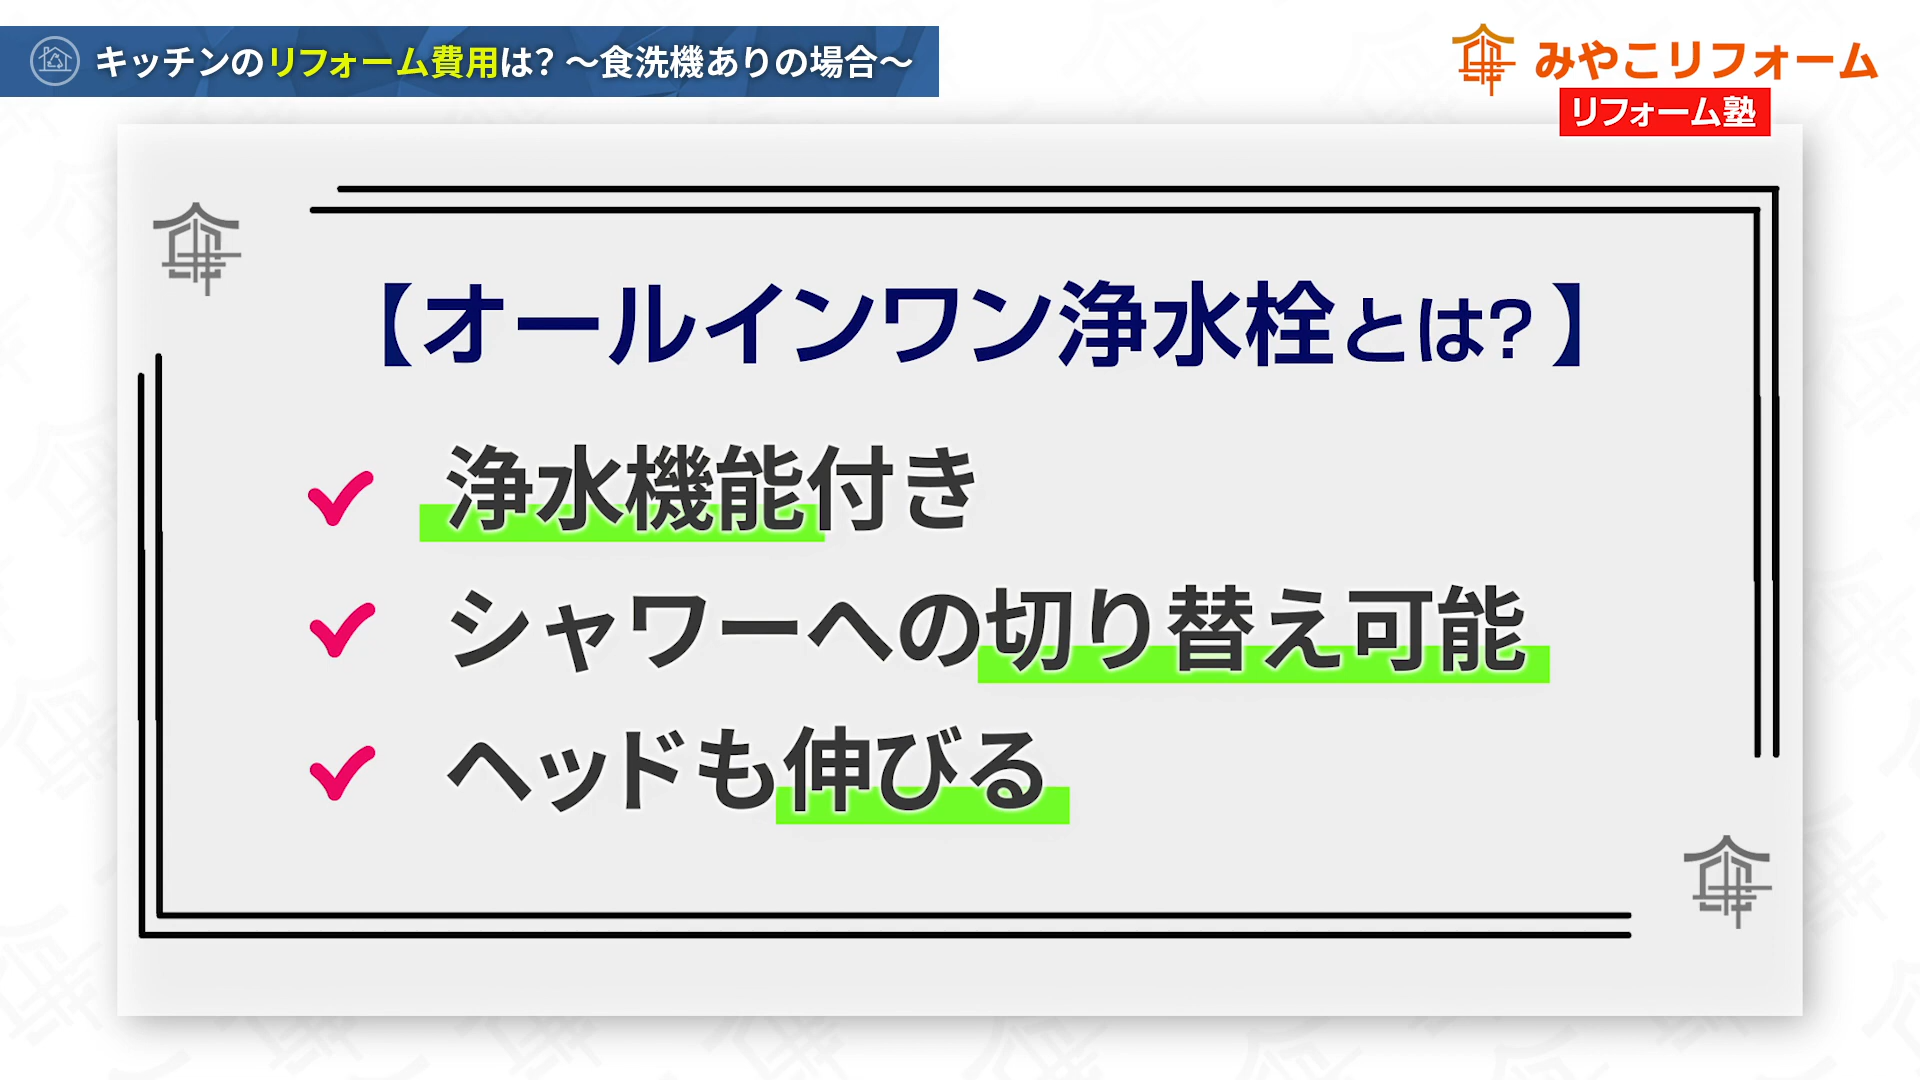 キッチンのリフォーム費用は？～食洗機ありの場合～
みやこリフォーム
リフォーム塾
【オールインワン浄水栓とは？】
浄水機能付き
シャワーへの切り替え可能
ヘッドも伸びる